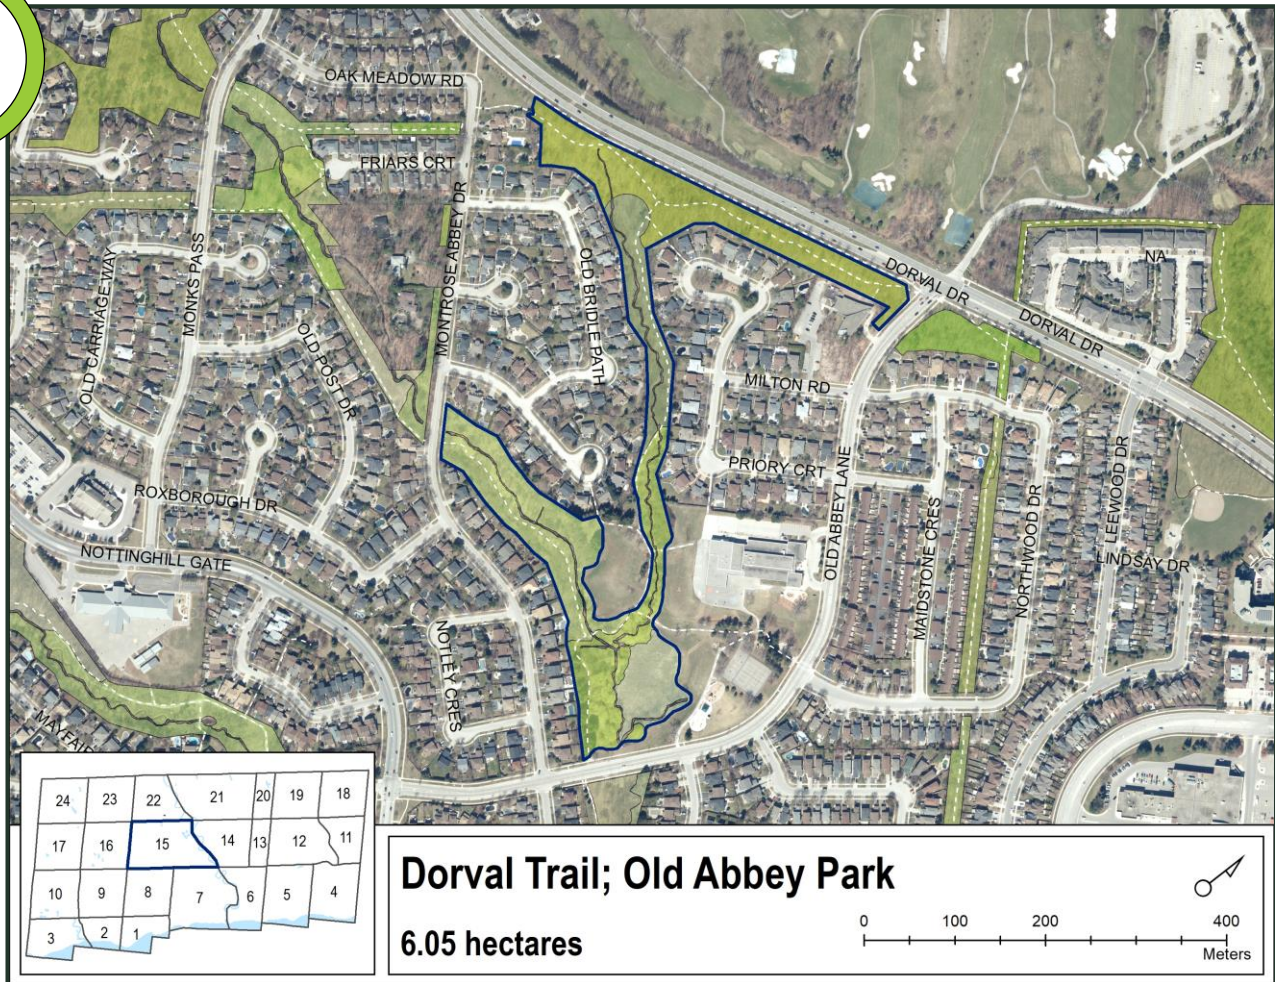 OAK MEADOW RD
FRIARS CRT
MONTROSE ABBEY DR
MONKS PASS
OLD CARRIAGE WAY
OLD BRIDLE PATH
OLD POST DR
DORVAL DR
NA
DORVAL DR
MILTON RD
PRIORY CRT
OLD ABBEY LANE
MAIDSTONE CRES
NORTHWOOD DR
LEEWOOD DR
LINDSAY DR
ROXBOROUGH DR
NOTTINGHILL GATE
NOTLEY CRES
24 23 22 21 20 19 18
17 16 15 14 13 12 11
10 9 8 7 6 5 4
3 2 1
Dorval Trail; Old Abbey Park
6.05 hectares
0 100 200 400
Meters